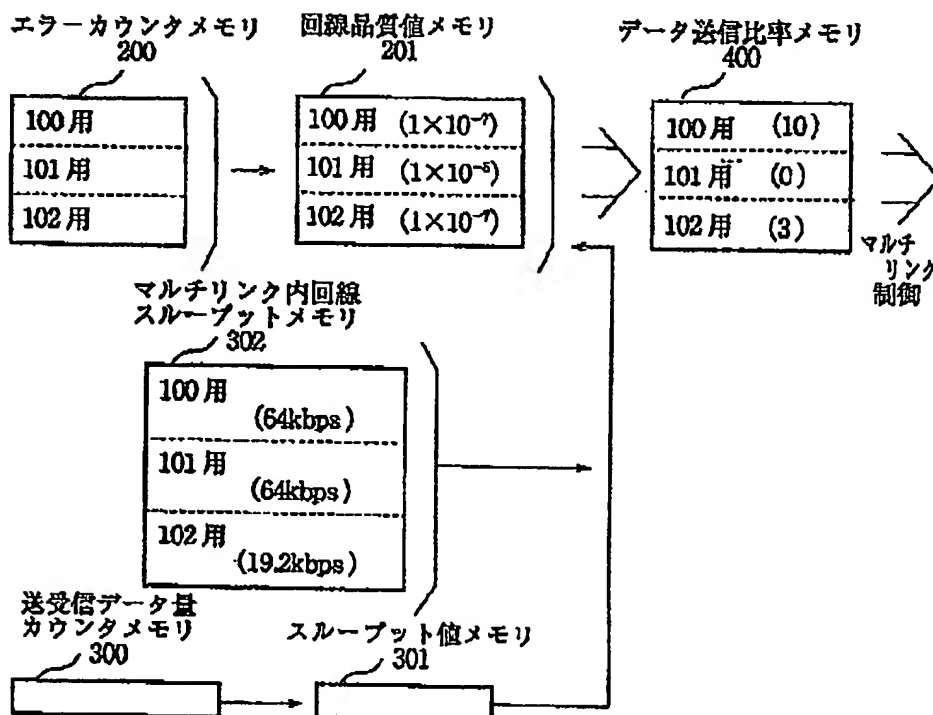 エラーカウンタメモリ
200
100用
101用
102用
回線品質値メモリ
201
100用 (1×10⁻⁷)
101用 (1×10⁻⁵)
102用 (1×10⁻⁷)
データ送信比率メモリ
400
100用 (10)
101用 (0)
102用 (3)
マルチ
リンク
制御
マルチリンク内回線
スループットメモリ
302
100用
(64kbps)
101用
(64kbps)
102用
(19.2kbps)
送受信データ量
カウンタメモリ
300
スループット値メモリ
301